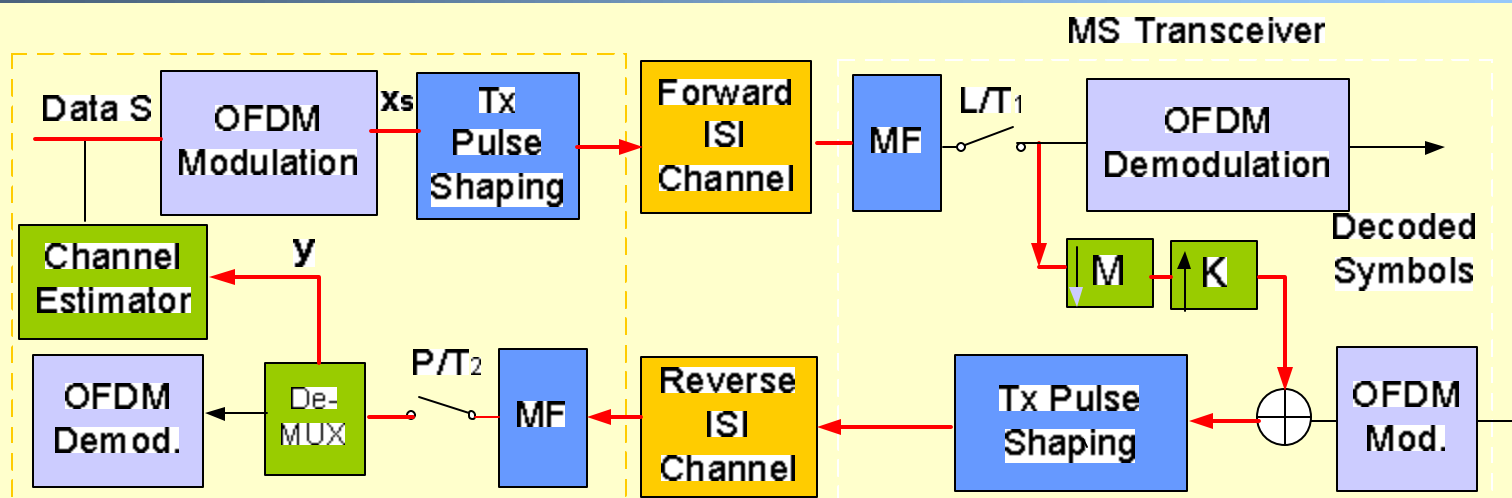 MS Transceiver
Data S
OFDM
Modulation
xs
Tx
Pulse
Shaping
Forward
ISI
Channel
MF
L/T1
OFDM
Demodulation
Decoded
Symbols
Channel
Estimator
y
M
K
OFDM
Demod.
De-
MUX
P/T2
MF
Reverse
ISI
Channel
Tx Pulse
Shaping
OFDM
Mod.